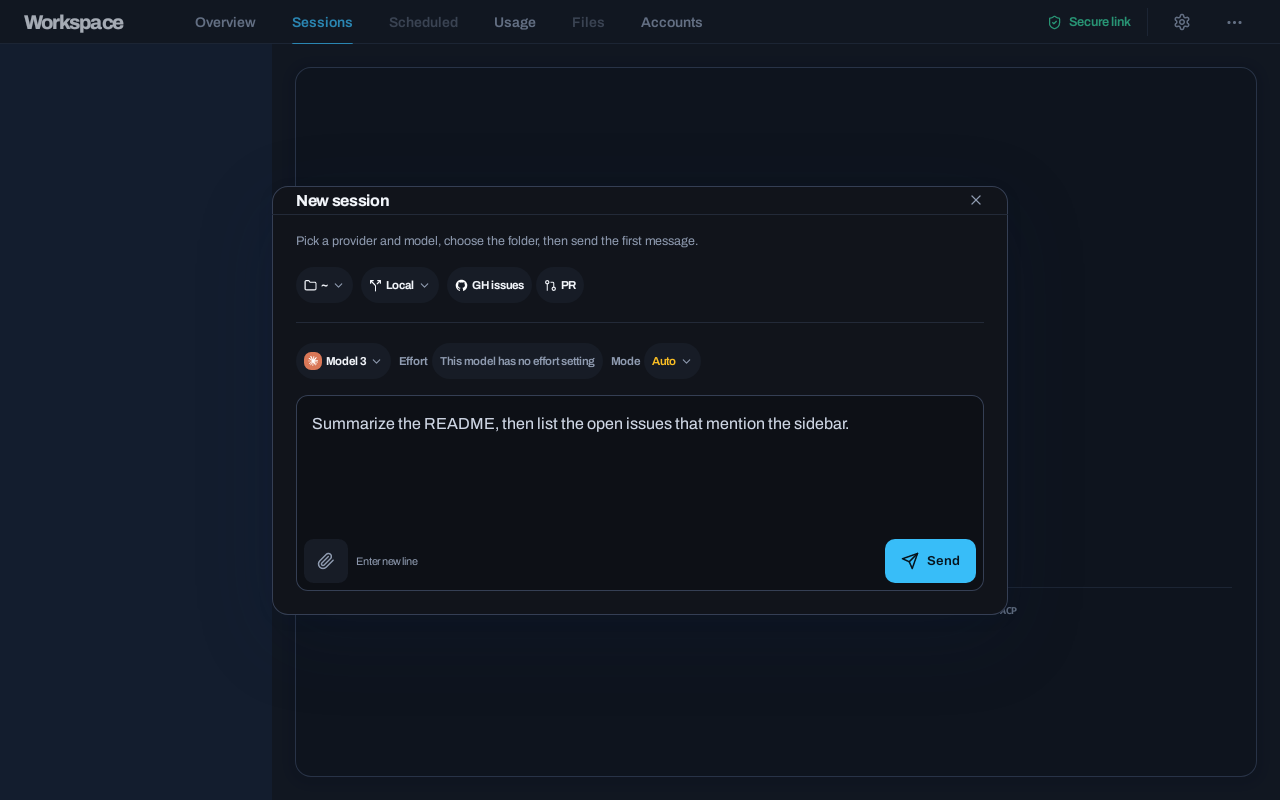 Workspace Overview Sessions Scheduled Usage Files Accounts Secure link
New session
Pick a provider and model, choose the folder, then send the first message.
~ Local GH issues PR
Model 3 Effort This model has no effort setting Mode Auto
Summarize the README, then list the open issues that mention the sidebar.
Enter new line Send
ACP